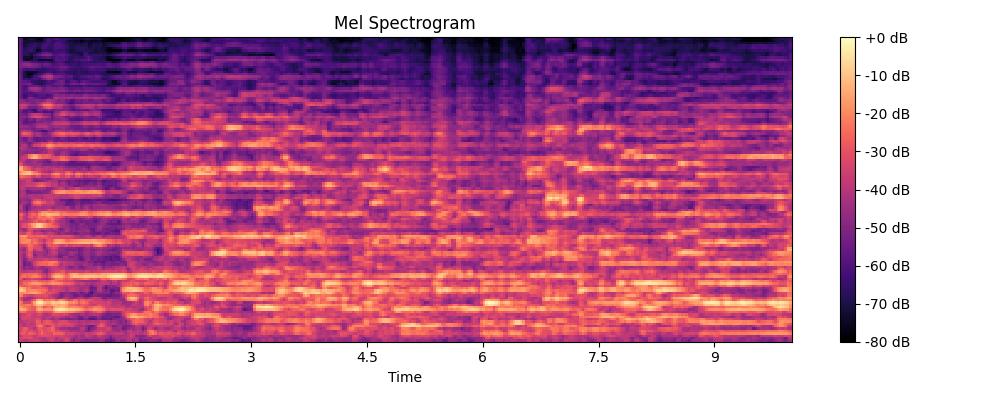 Mel Spectrogram
+0 dB
-10 dB
-20 dB
-30 dB
-40 dB
-50 dB
-60 dB
-70 dB
-80 dB
0 1.5 3 4.5 6 7.5 9
Time